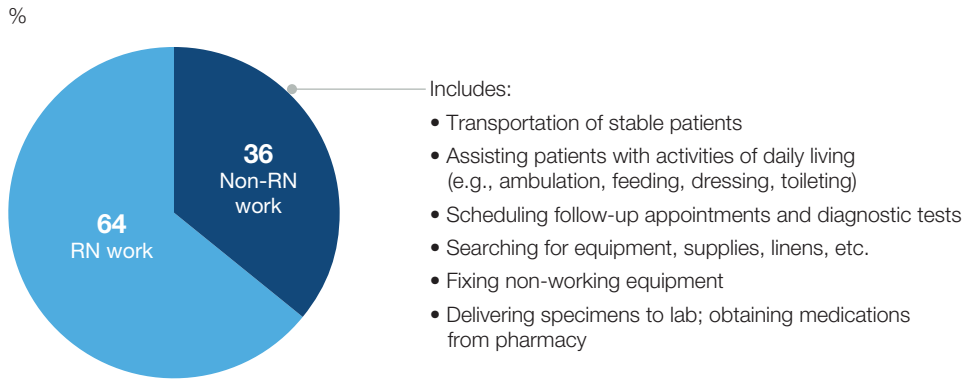 %
36
Non-RN
work
64
RN work
Includes:
• Transportation of stable patients
• Assisting patients with activities of daily living
(e.g., ambulation, feeding, dressing, toileting)
• Scheduling follow-up appointments and diagnostic tests
• Searching for equipment, supplies, linens, etc.
• Fixing non-working equipment
• Delivering specimens to lab; obtaining medications
from pharmacy